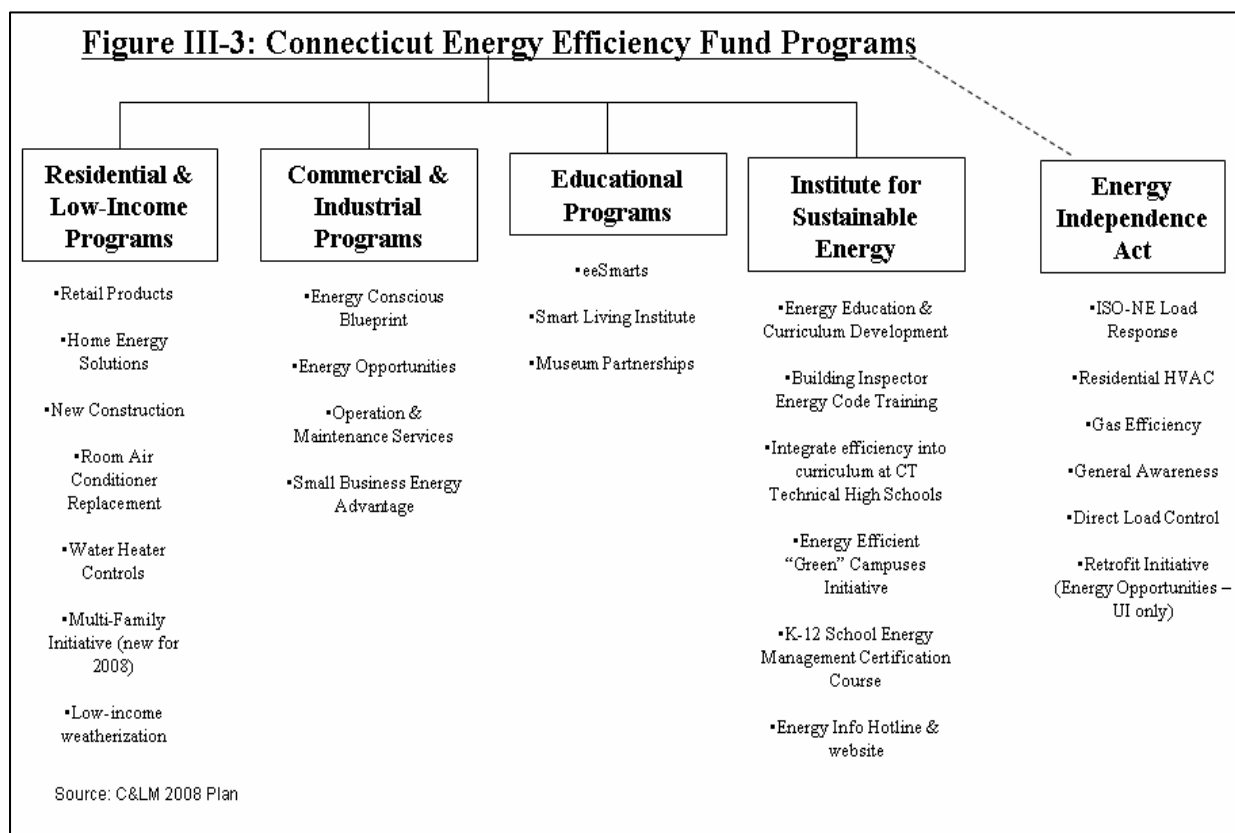 Figure III-3: Connecticut Energy Efficiency Fund Programs
Residential &
Low-Income
Programs
▪Retail Products
▪Home Energy
Solutions
▪New Construction
▪Room Air
Conditioner
Replacement
▪Water Heater
Controls
▪Multi-Family
Initiative (new for
2008)
▪Low-income
weatherization
Commercial &
Industrial
Programs
▪Energy Conscious
Blueprint
▪Energy Opportunities
▪Operation &
Maintenance Services
▪Small Business Energy
Advantage
Educational
Programs
▪eeSmarts
▪Smart Living Institute
▪Museum Partnerships
Institute for
Sustainable
Energy
▪Energy Education &
Curriculum Development
▪Building Inspector
Energy Code Training
▪Integrate efficiency into
curriculum at CT
Technical High Schools
▪Energy Efficient
“Green” Campuses
Initiative
▪K-12 School Energy
Management Certification
Course
▪Energy Info Hotline &
website
Energy
Independence
Act
▪ISO-NE Load
Response
▪Residential HVAC
▪Gas Efficiency
▪General Awareness
▪Direct Load Control
▪Retrofit Initiative
(Energy Opportunities –
UI only)
Source: C&LM 2008 Plan